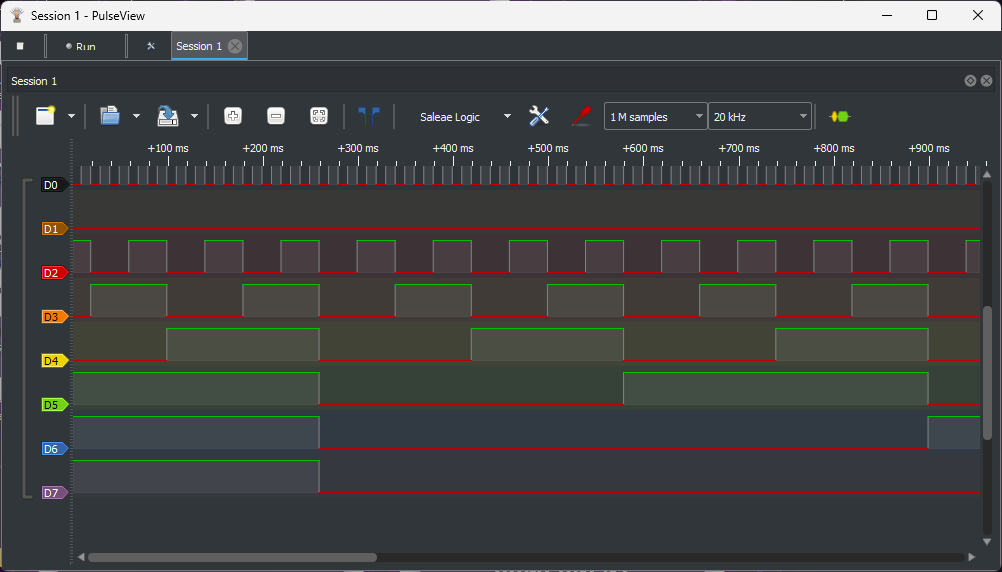 Session 1 - PulseView
Run
Session 1
Session 1
Saleae Logic
1 M samples
20 kHz
+100 ms +200 ms +300 ms +400 ms +500 ms +600 ms +700 ms +800 ms +900 ms
D0
D1
D2
D3
D4
D5
D6
D7